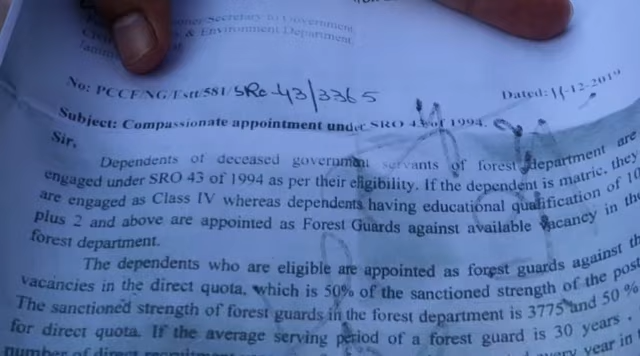 Secretary to Government
& Environment Department,
No: PCCF/NG/Estt/581/SRO-43/3365 Dated: 11-12-2019
Subject: Compassionate appointment under SRO 43 of 1994.
Sir,
Dependents of deceased government servants of forest department are
engaged under SRO 43 of 1994 as per their eligibility. If the dependent is matric, they
are engaged as Class IV whereas dependents having educational qualification of 10
plus 2 and above are appointed as Forest Guards against available vacancy in the
forest department.
The dependents who are eligible are appointed as forest guards against th
vacancies in the direct quota, which is 50% of the sanctioned strength of the post
The sanctioned strength of forest guards in the forest department is 3775 and 50 %
for direct quota. If the average serving period of a forest guard is 30 years ,
number of direct year in